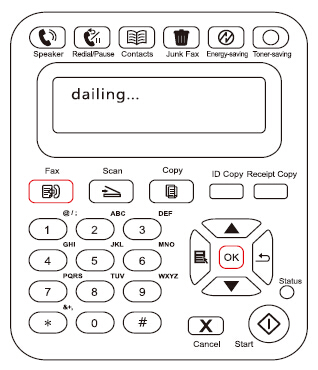 Speaker Redial/Pause Contacts Junk Fax Energy-saving Toner-saving
dailing...
Fax Scan Copy ID Copy Receipt Copy
@/: ABC DEF
1 2 3
GHI JKL MNO
4 5 6 OK
PQRS TUV WXYZ
7 8 9 Status
&+,
* 0 # X
Cancel Start